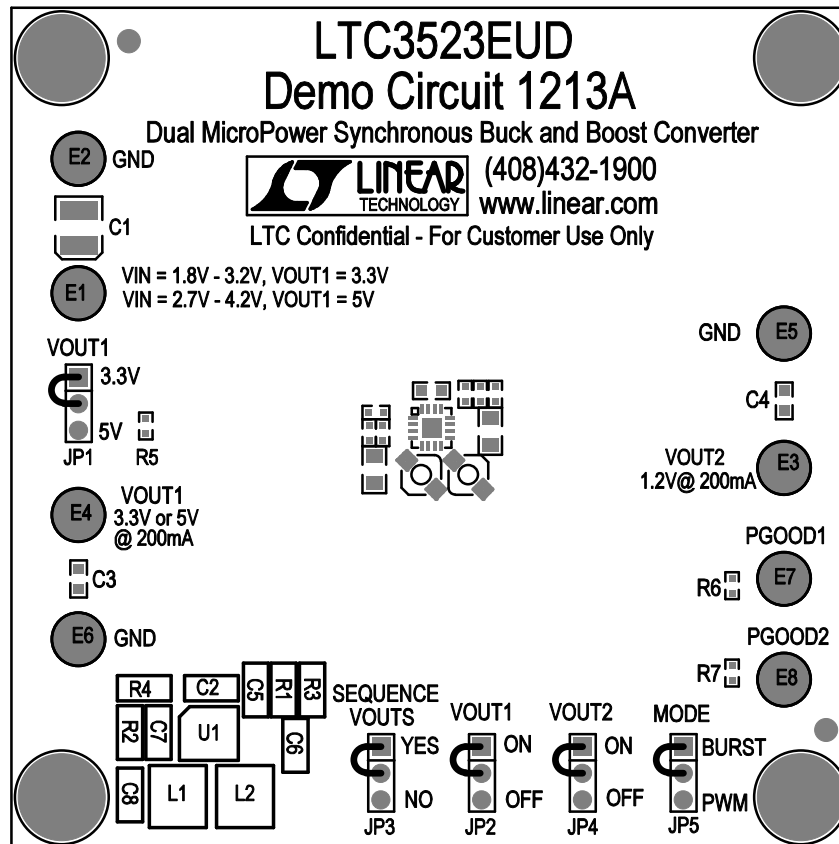 LTC3523EUD
Demo Circuit 1213A
Dual MicroPower Synchronous Buck and Boost Converter
LINEAR
TECHNOLOGY
(408)432-1900
www.linear.com
LTC Confidential - For Customer Use Only
E2 GND
C1
E1
VIN = 1.8V - 3.2V, VOUT1 = 3.3V
VIN = 2.7V - 4.2V, VOUT1 = 5V
VOUT1
3.3V
5V
JP1
R5
E4
VOUT1
3.3V or 5V
@ 200mA
C3
E6 GND
GND E5
C4
VOUT2
1.2V@ 200mA
E3
PGOOD1
R6 E7
PGOOD2
R7 E8
R4 C2 C5 R1 R3
R2 C7 U1 C6
C8 L1 L2
SEQUENCE
VOUTS
YES
NO
JP3
VOUT1
ON
OFF
JP2
VOUT2
ON
OFF
JP4
MODE
BURST
PWM
JP5